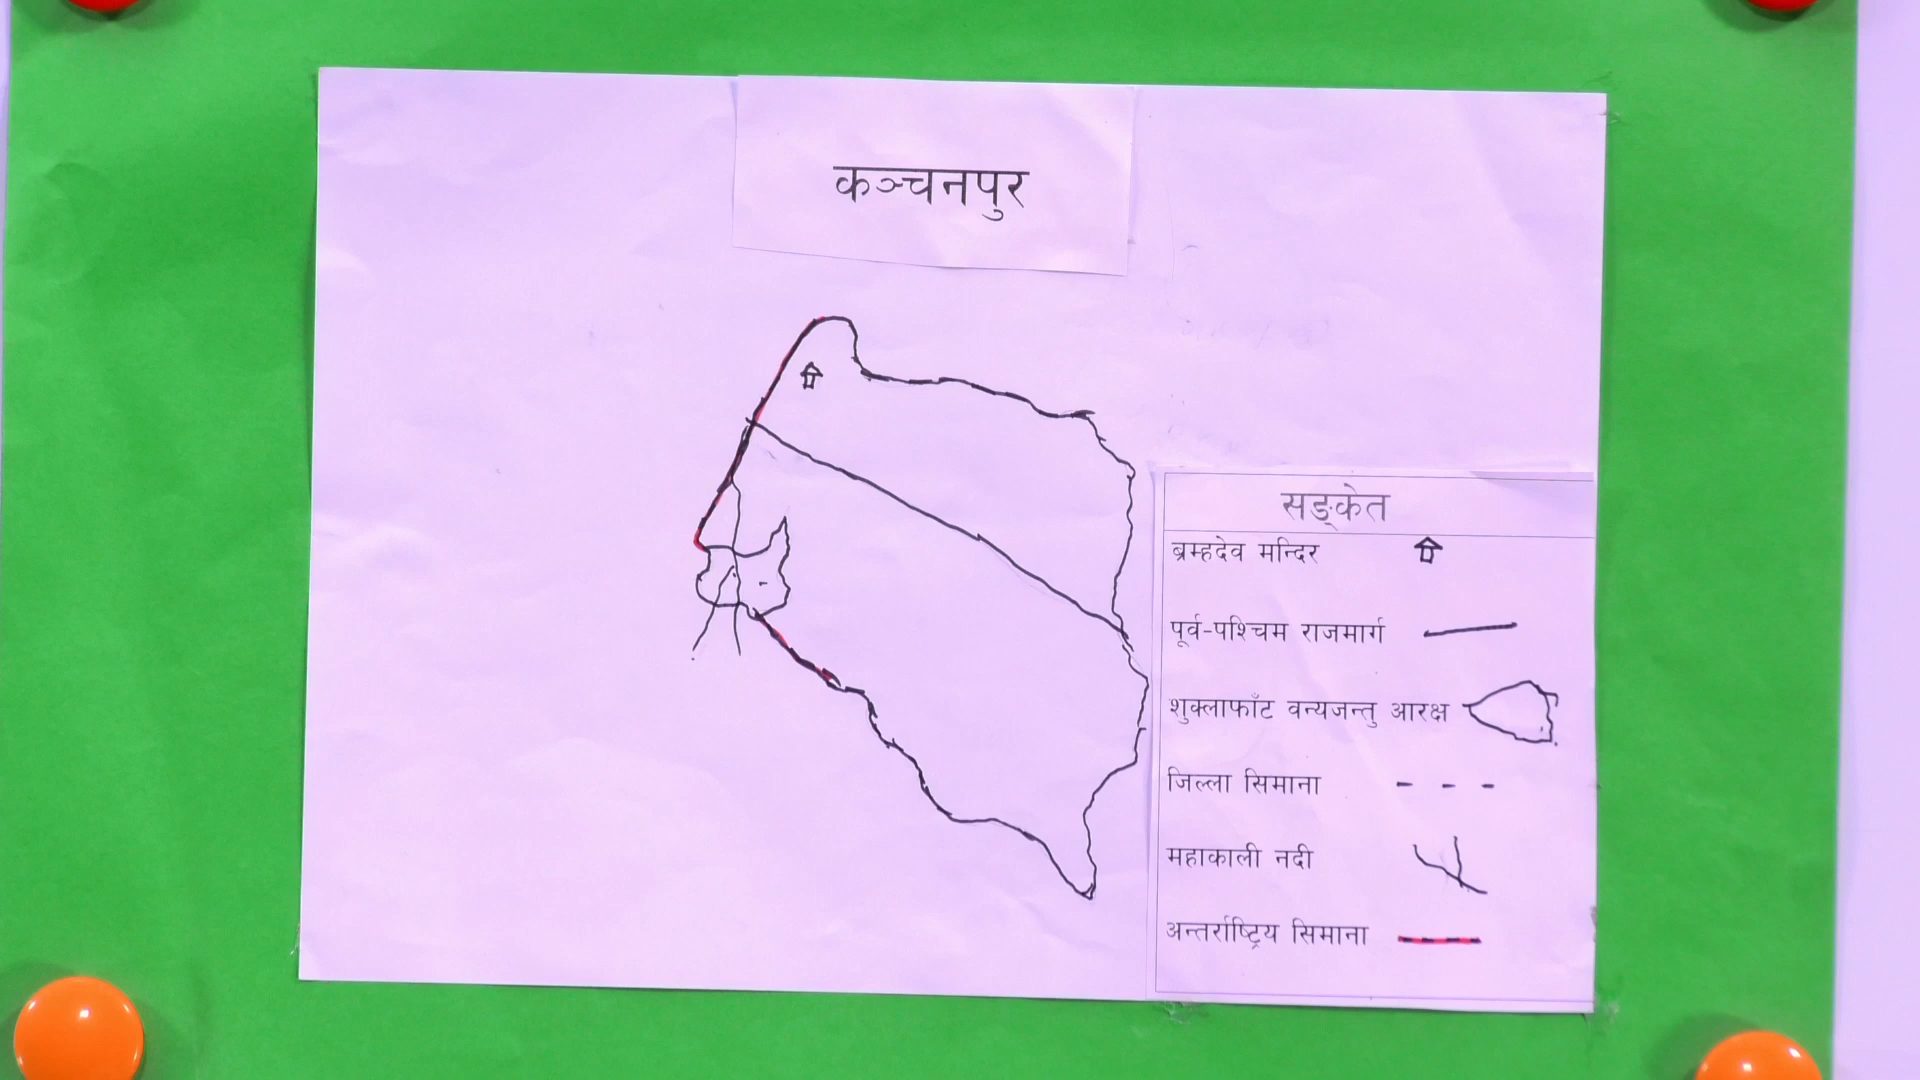 कञ्चनपुर
सङ्केत
ब्रम्हदेव मन्दिर
पूर्व-पश्चिम राजमार्ग
शुक्लाफाँट वन्यजन्तु आरक्ष
जिल्ला सिमाना
महाकाली नदी
अन्तर्राष्ट्रिय सिमाना